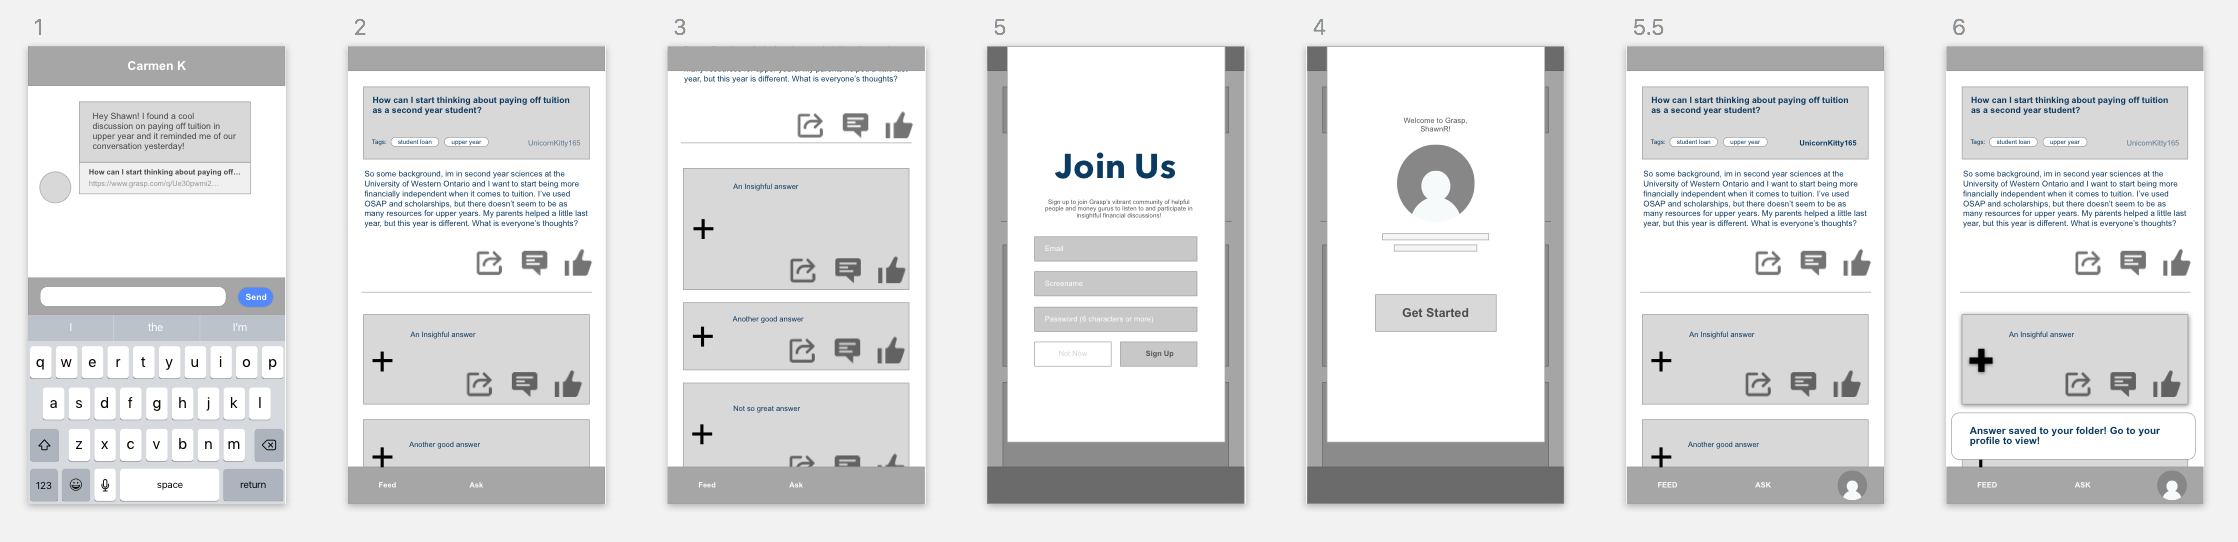 1
Carmen K
Hey Shawn! I found a cool
discussion on paying off tuition in
upper year and it reminded me of our
conversation yesterday!
How can I start thinking about paying off...
https://www.grasp.com/q/Ue30pwmi2...
Send
I
the
I'm
q w e r t y u i o p
a s d f g h j k l
z x c v b n m
123
space
return
2
How can I start thinking about paying off tuition
as a second year student?
Tags:
student loan
upper year
UnicornKitty165
So some background, im in second year sciences at the
University of Western Ontario and I want to start being more
financially independent when it comes to tuition. I've used
OSAP and scholarships, but there doesn't seem to be as
many resources for upper years. My parents helped a little last
year, but this year is different. What is everyone's thoughts?
An Insighful answer
Another good answer
Feed
Ask
3
many resources for upper years. My parents helped a little last
year, but this year is different. What is everyone's thoughts?
An Insighful answer
Another good answer
Not so great answer
Feed
Ask
5
Join Us
Sign up to join Grasp's vibrant community of helpful
people and money gurus to listen to and participate in
insightful financial discussions!
Email
Screename
Password (6 characters or more)
Not Now
Sign Up
4
Welcome to Grasp,
ShawnR!
Get Started
5.5
How can I start thinking about paying off tuition
as a second year student?
Tags:
student loan
upper year
UnicornKitty165
So some background, im in second year sciences at the
University of Western Ontario and I want to start being more
financially independent when it comes to tuition. I've used
OSAP and scholarships, but there doesn't seem to be as
many resources for upper years. My parents helped a little last
year, but this year is different. What is everyone's thoughts?
An Insighful answer
Another good answer
FEED
ASK
6
How can I start thinking about paying off tuition
as a second year student?
Tags:
student loan
upper year
UnicornKitty165
So some background, im in second year sciences at the
University of Western Ontario and I want to start being more
financially independent when it comes to tuition. I've used
OSAP and scholarships, but there doesn't seem to be as
many resources for upper years. My parents helped a little last
year, but this year is different. What is everyone's thoughts?
An Insighful answer
Answer saved to your folder! Go to your
profile to view!
FEED
ASK